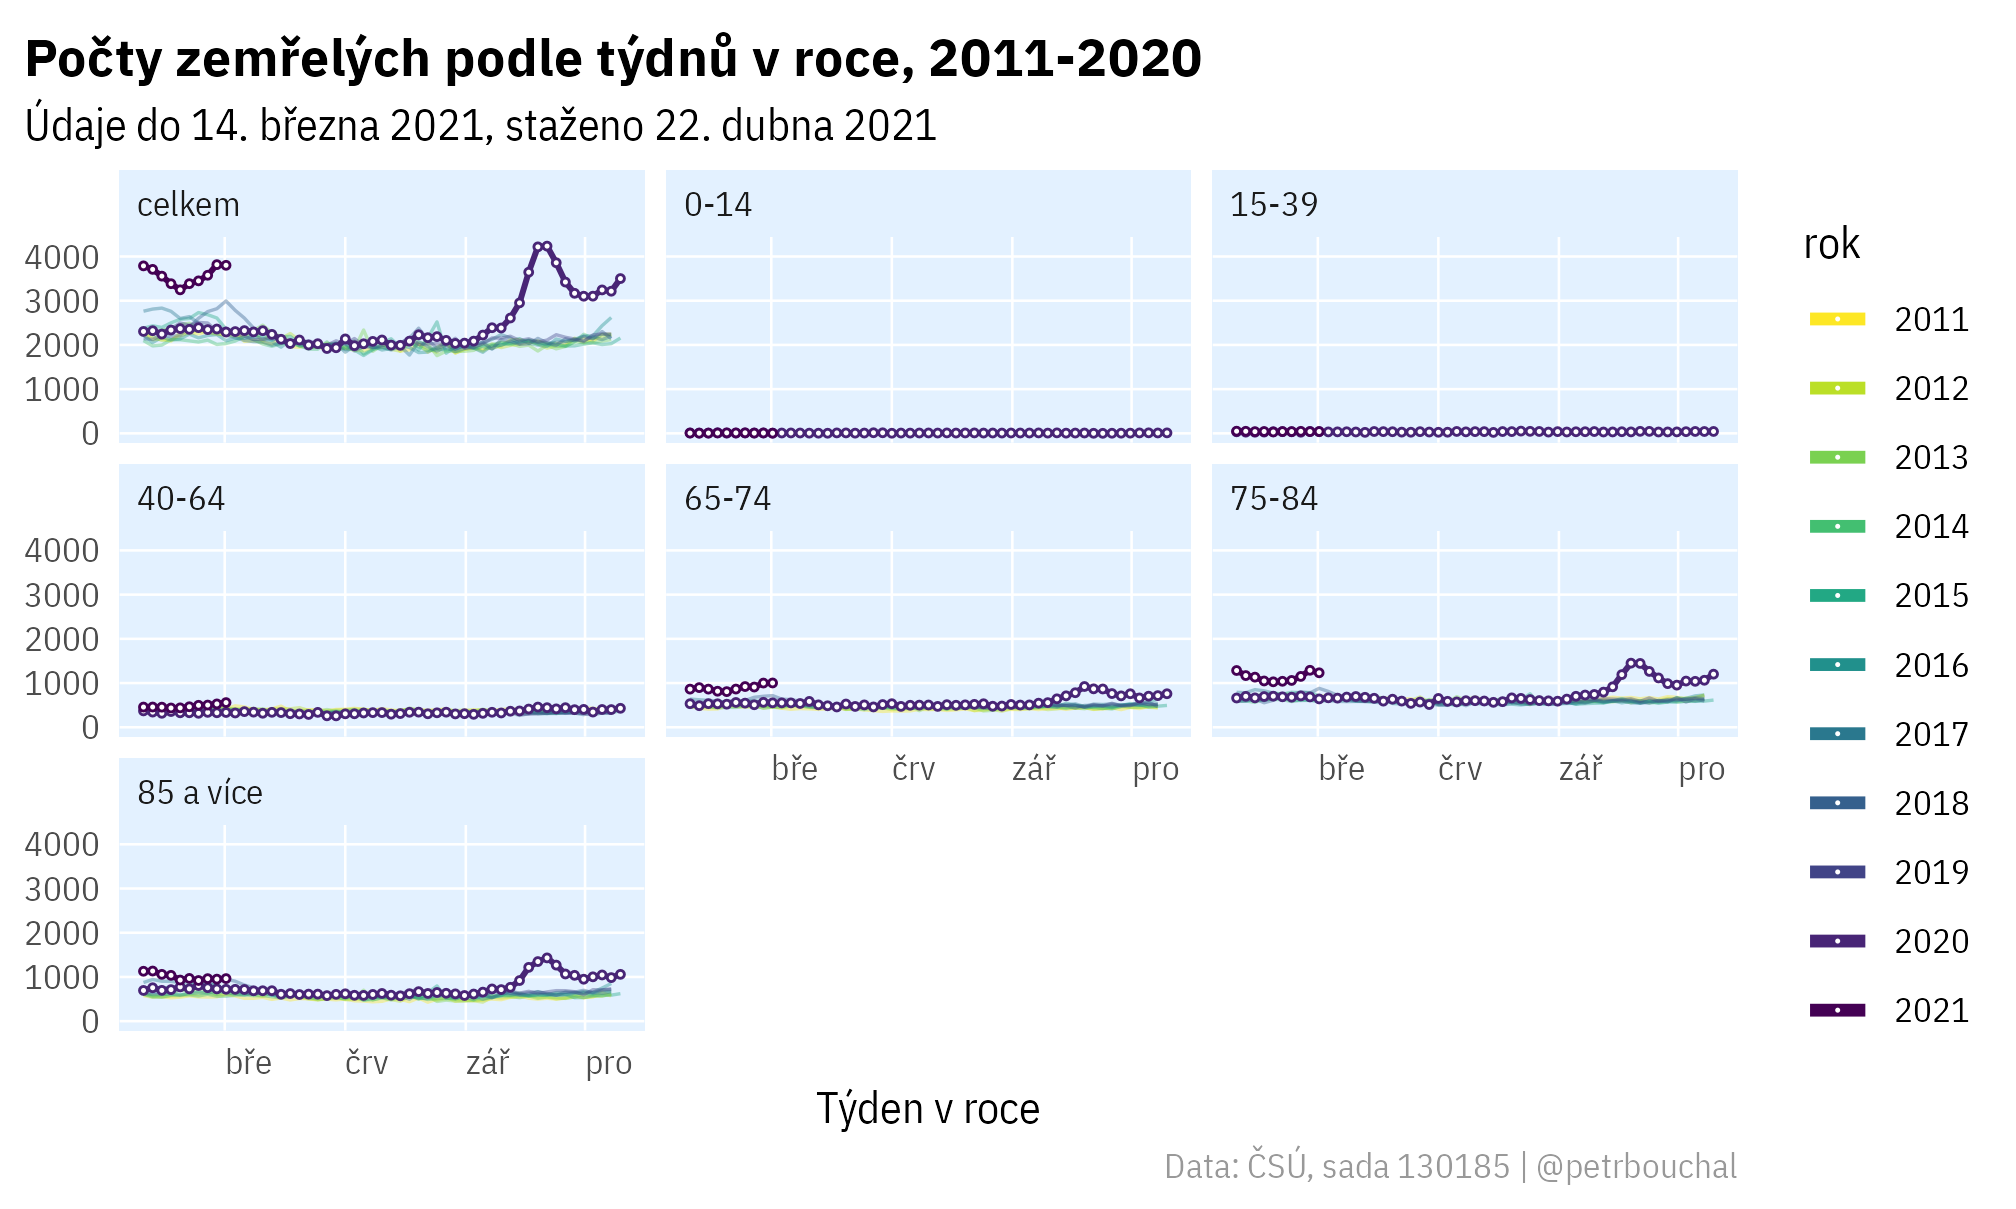 Počty zemřelých podle týdnů v roce, 2011-2020
Údaje do 14. března 2021, staženo 22. dubna 2021
celkem
0-14
15-39
4000
3000
2000
1000
0
40-64
65-74
75-84
4000
3000
2000
1000
0
bře
črv
zář
pro
bře
črv
zář
pro
85 a více
4000
3000
2000
1000
0
bře
črv
zář
pro
Týden v roce
rok
2011
2012
2013
2014
2015
2016
2017
2018
2019
2020
2021
Data: ČSÚ, sada 130185 | @petrbouchal